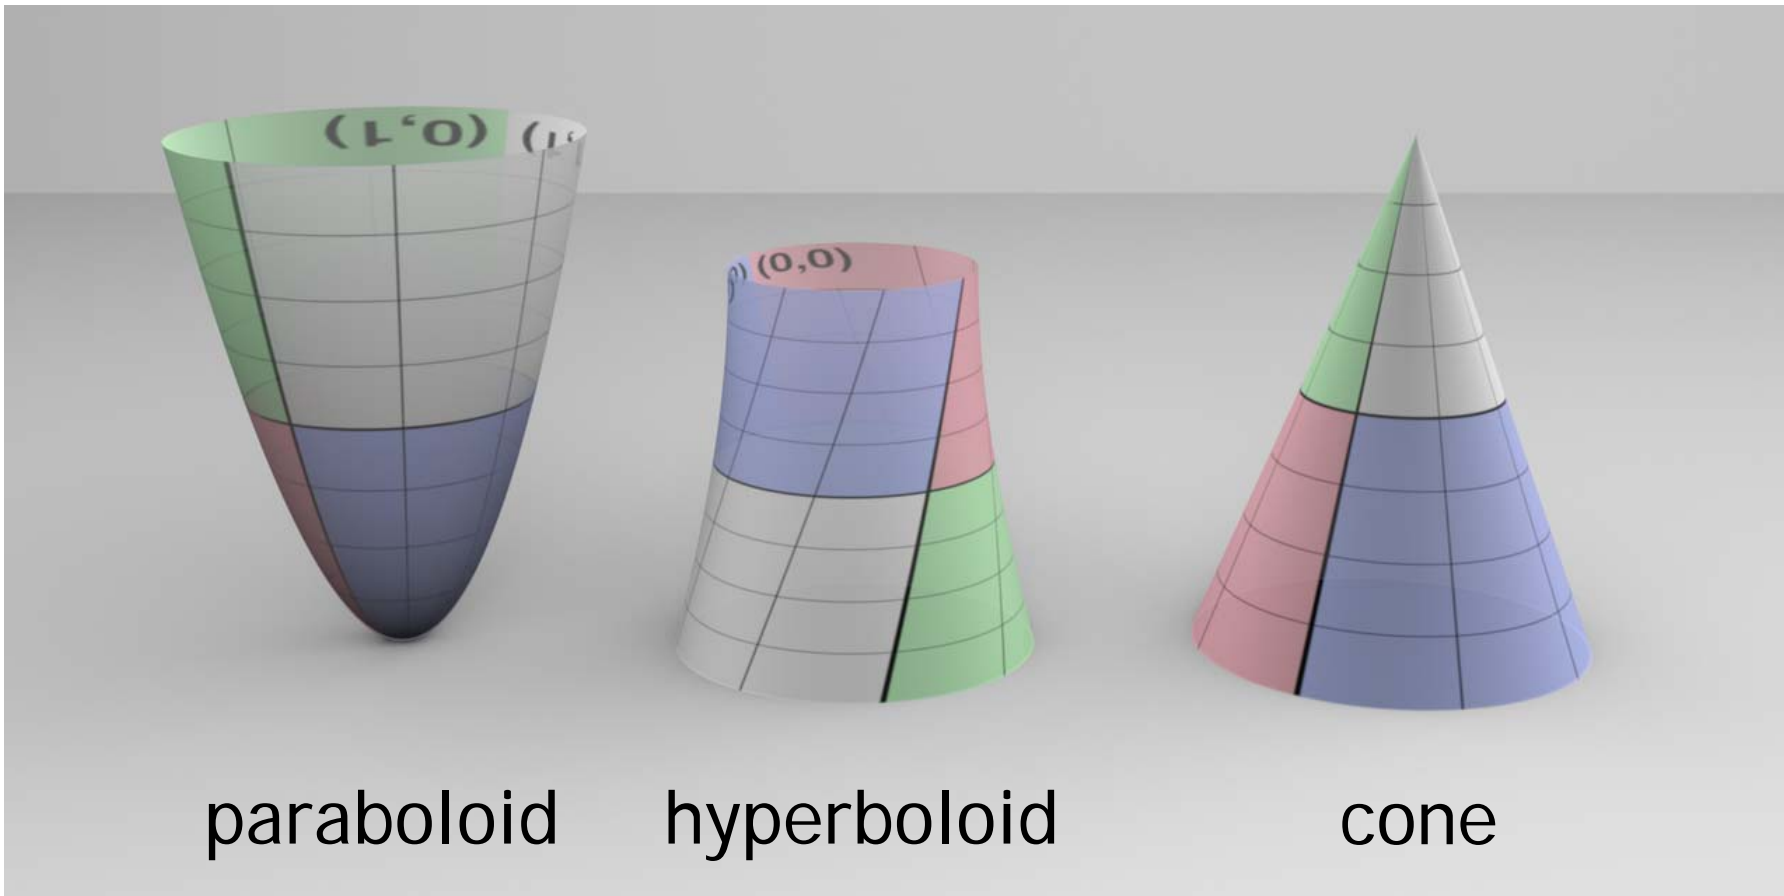 (0,1)
(0,0)
paraboloid hyperboloid cone